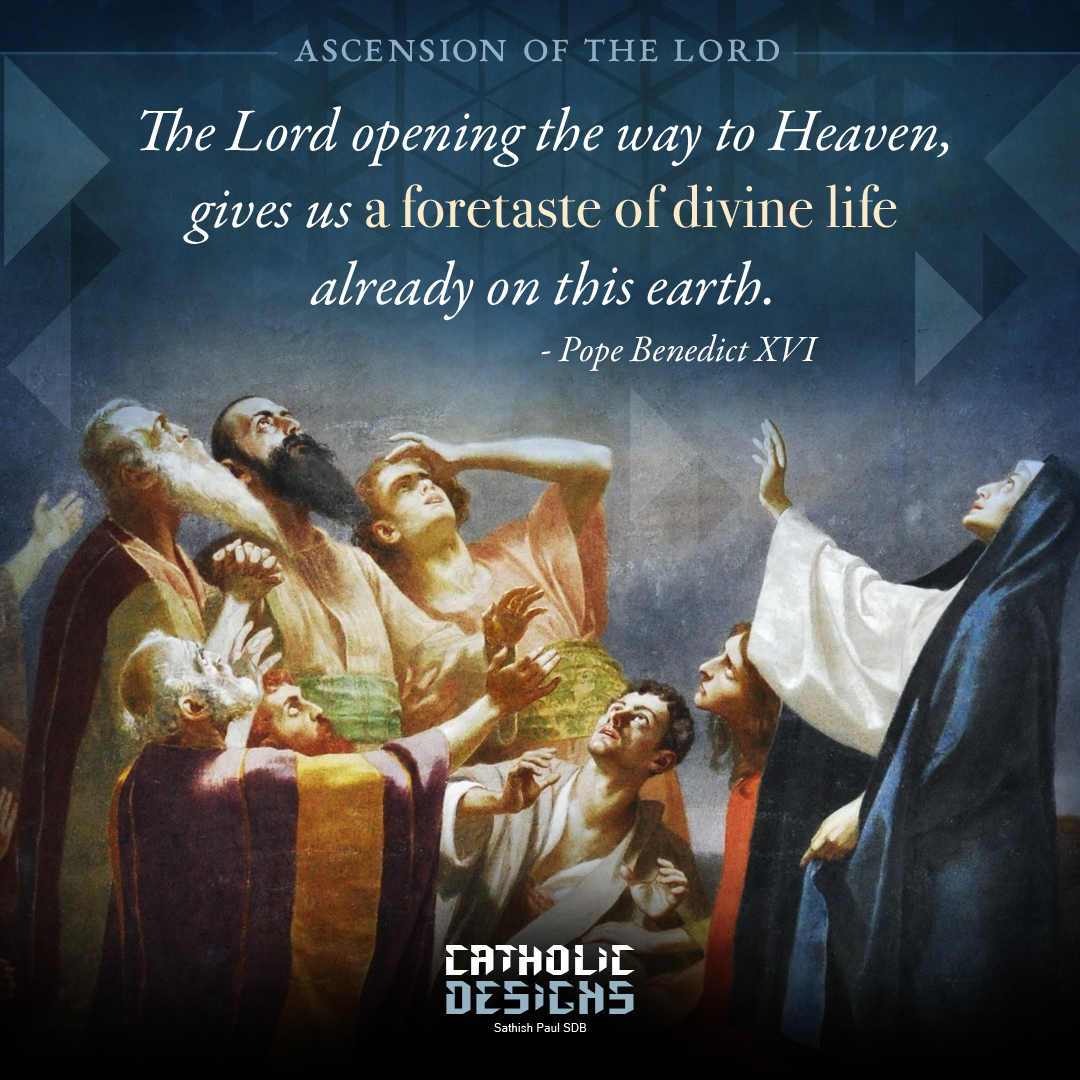 ASCENSION OF THE LORD
The Lord opening the way to Heaven,
gives us a foretaste of divine life
already on this earth.
- Pope Benedict XVI
CATHOLIC
DESIGNS
Sathish Paul SDB